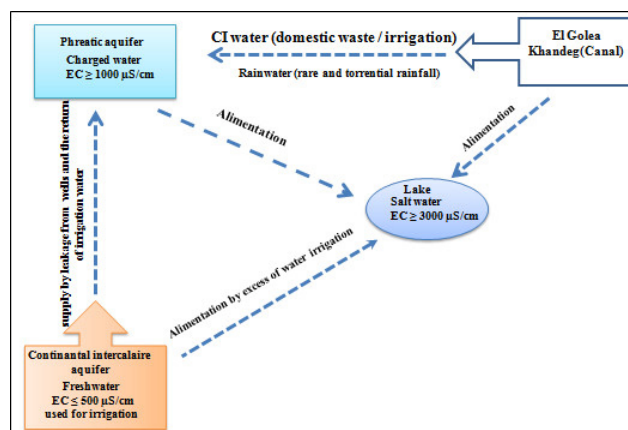 Phreatic aquifer
Charged water
EC ≥ 1000 µS/cm
CI water (domestic waste / irrigation)
Rainwater (rare and torrential rainfall)
El Golea
Khandeg (Canal)
Alimentation
Alimentation
Lake
Salt water
EC ≥ 3000 µS/cm
supply by leakage from wells and the return
of irrigation water
Alimentation by excess of water irrigation
Continantal intercalaire
aquifer
Freshwater
EC ≤ 500 µS/cm
used for irrigation